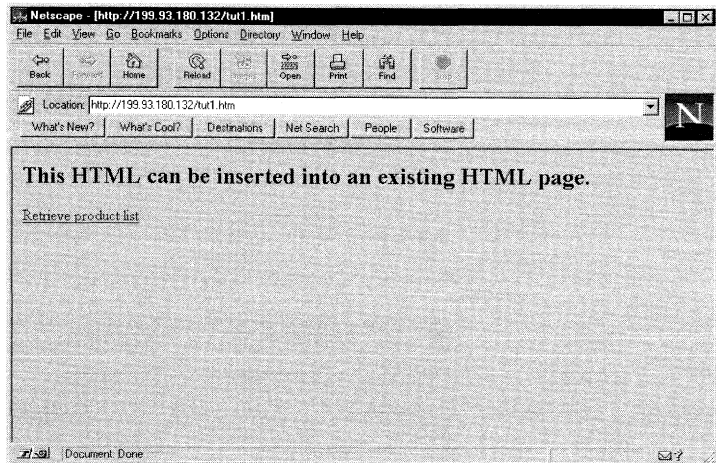 Netscape - [http://199.93.180.132/tut1.htm]
File Edit View Go Bookmarks Options Directory Window Help
Back Forward Home Reload Images Open Print Find Stop
Location: http://199.93.180.132/tut1.htm
What's New? What's Cool? Destinations Net Search People Software
N
This HTML can be inserted into an existing HTML page.
Retrieve product list
Document: Done